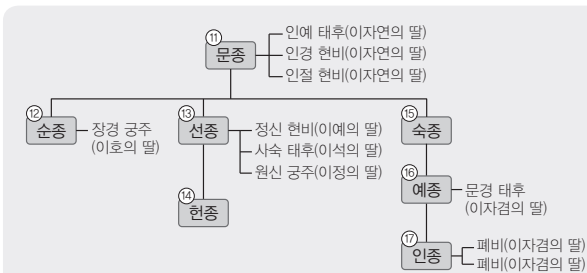 ⑪
문종
인예 태후(이자연의 딸)
인경 현비(이자연의 딸)
인절 현비(이자연의 딸)
⑫
순종
장경 궁주
(이호의 딸)
⑬
선종
정신 현비(이예의 딸)
사숙 태후(이석의 딸)
원신 궁주(이정의 딸)
⑭
헌종
⑮
숙종
⑯
예종
문경 태후
(이자겸의 딸)
⑰
인종
폐비(이자겸의 딸)
폐비(이자겸의 딸)